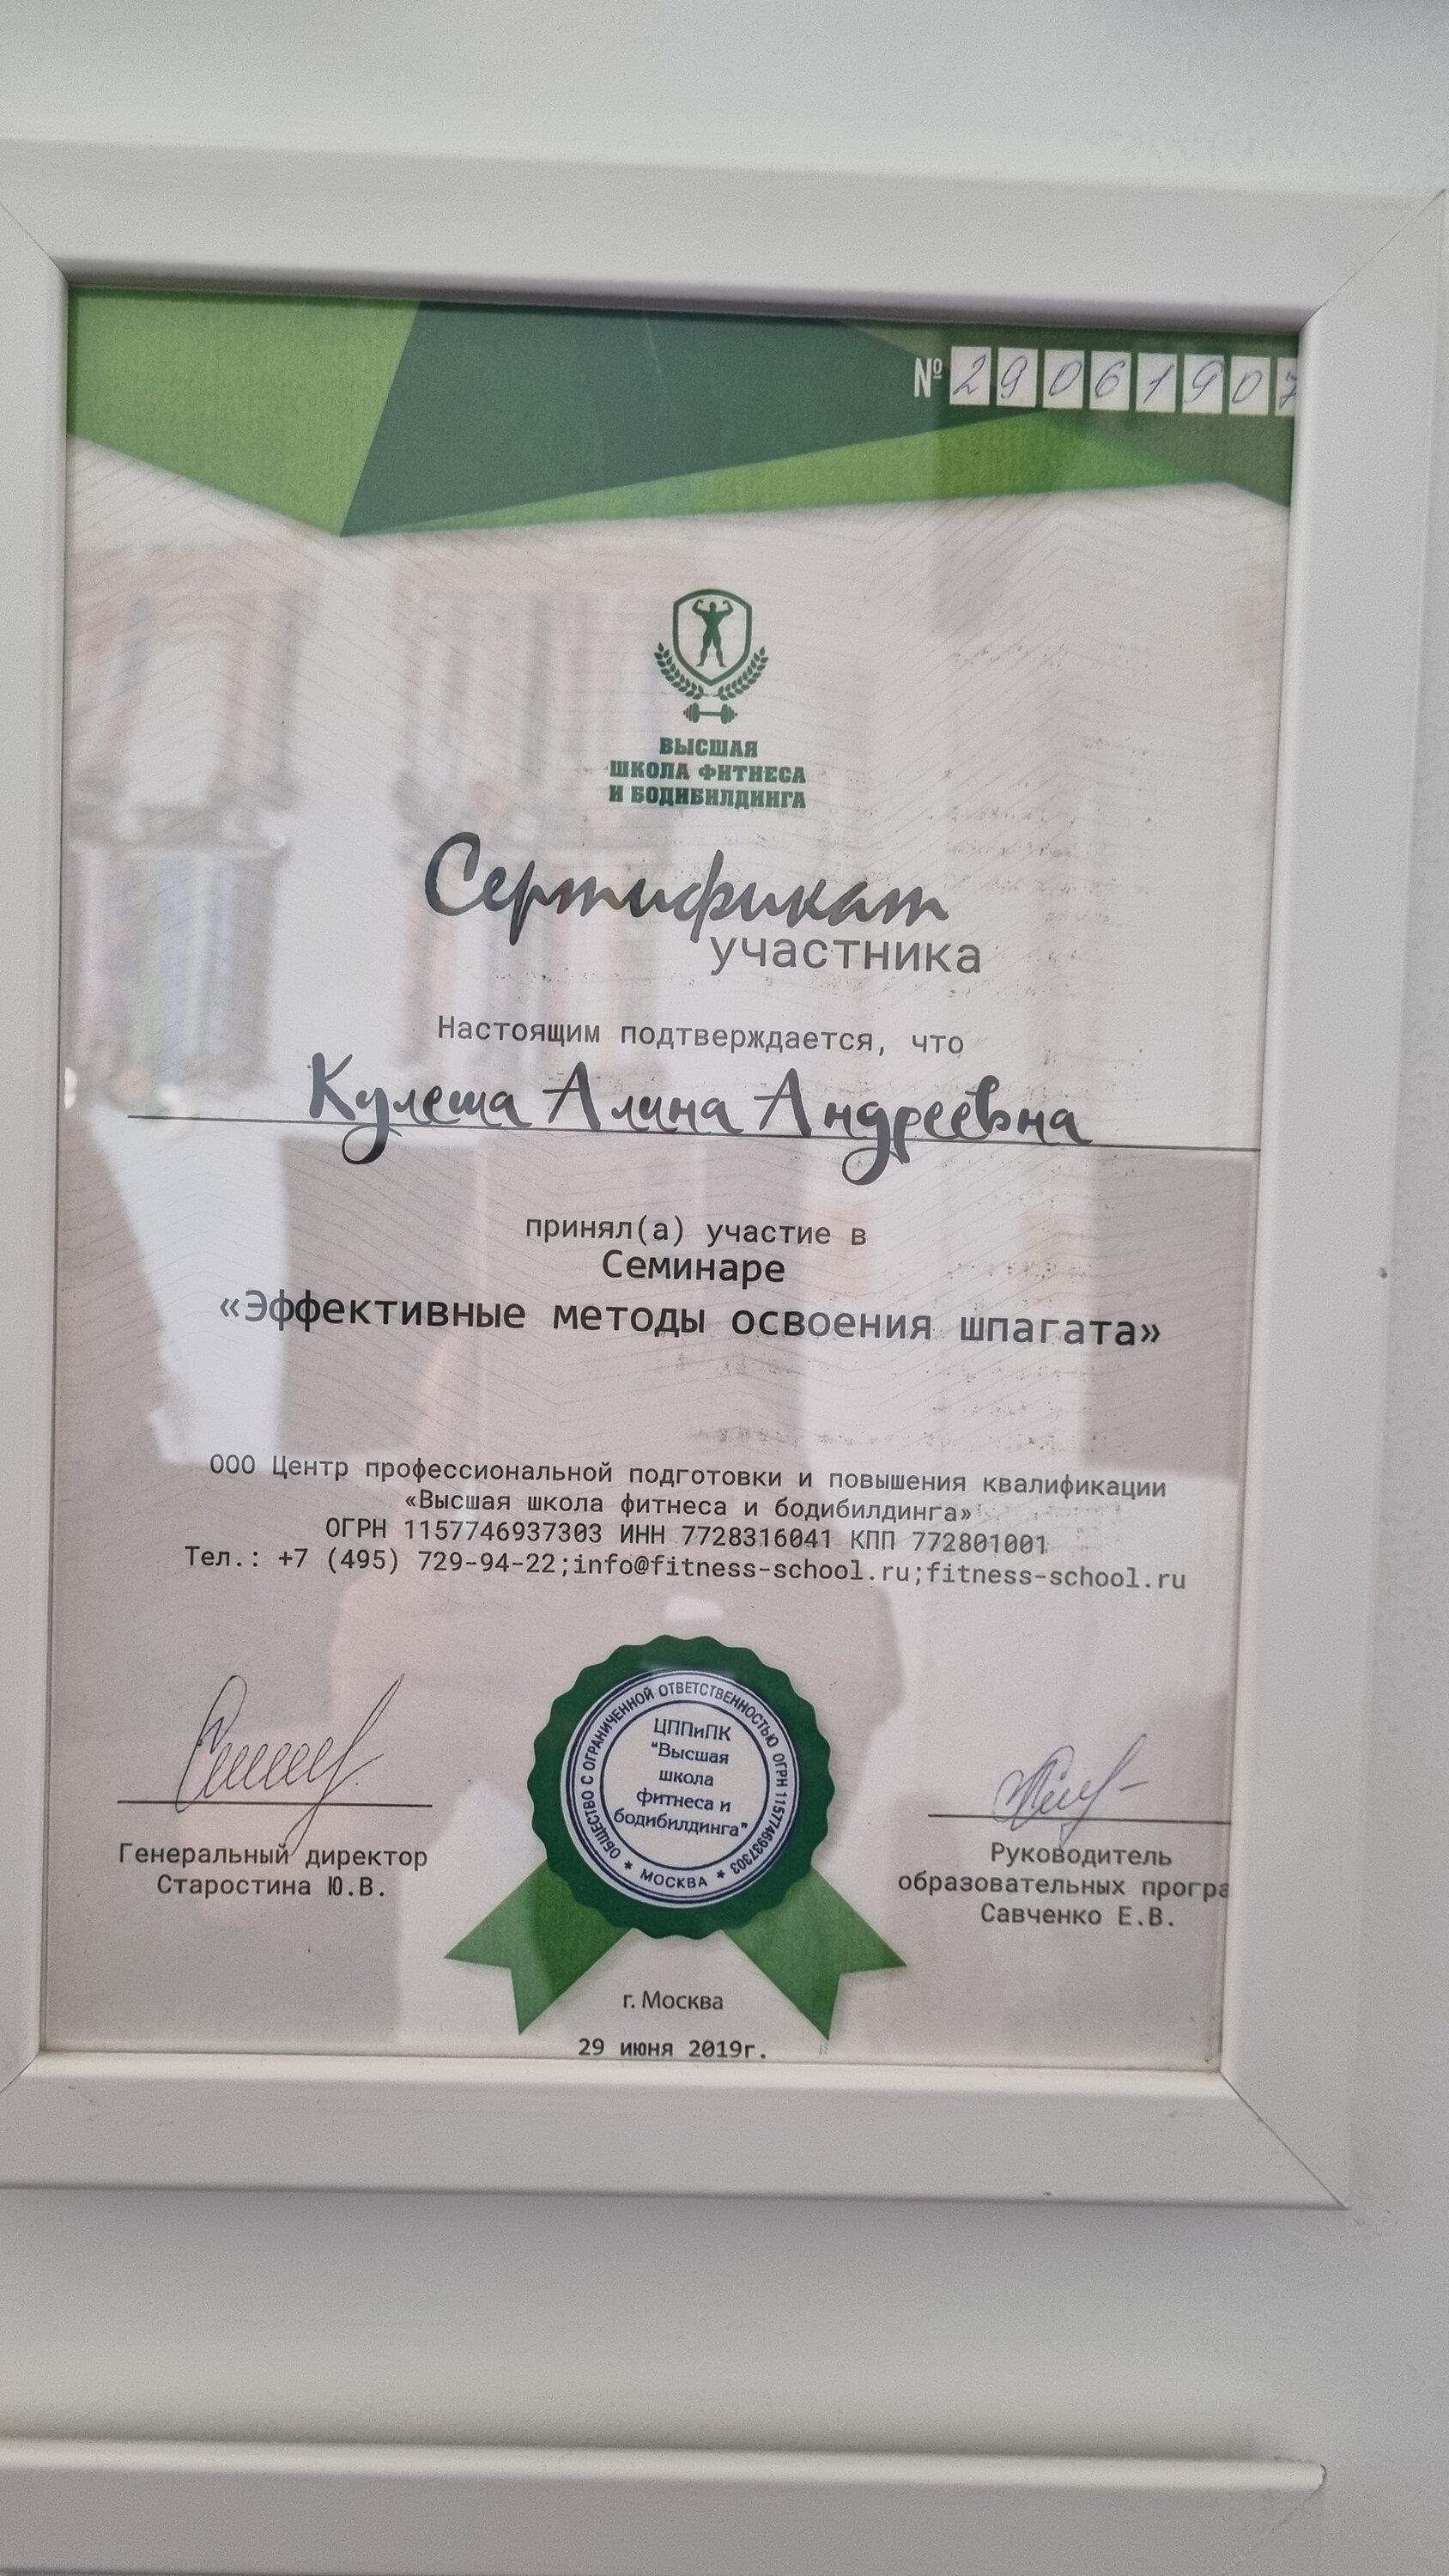 № 29061907
ВЫСШАЯ
ШКОЛА ФИТНЕСА
И БОДИБИЛДИНГА
Сертификат
участника
Настоящим подтверждается, что
Кулеша Алина Андреевна
принял(а) участие в
Семинаре
«Эффективные методы освоения шпагата»
ООО Центр профессиональной подготовки и повышения квалификации
«Высшая школа фитнеса и бодибилдинга»
ОГРН 1157746937303 ИНН 7728316041 КПП 772801001
Тел.: +7 (495) 729-94-22;info@fitness-school.ru;fitness-school.ru
ОБЩЕСТВО С ОГРАНИЧЕННОЙ ОТВЕТСТВЕННОСТЬЮ ОГРН 1157746937303
* МОСКВА *
ЦППиПК
"Высшая
школа
фитнеса и
бодибилдинга"
Генеральный директор
Старостина Ю.В.
Руководитель
образовательных програ
Савченко Е.В.
г. Москва
29 июня 2019г.